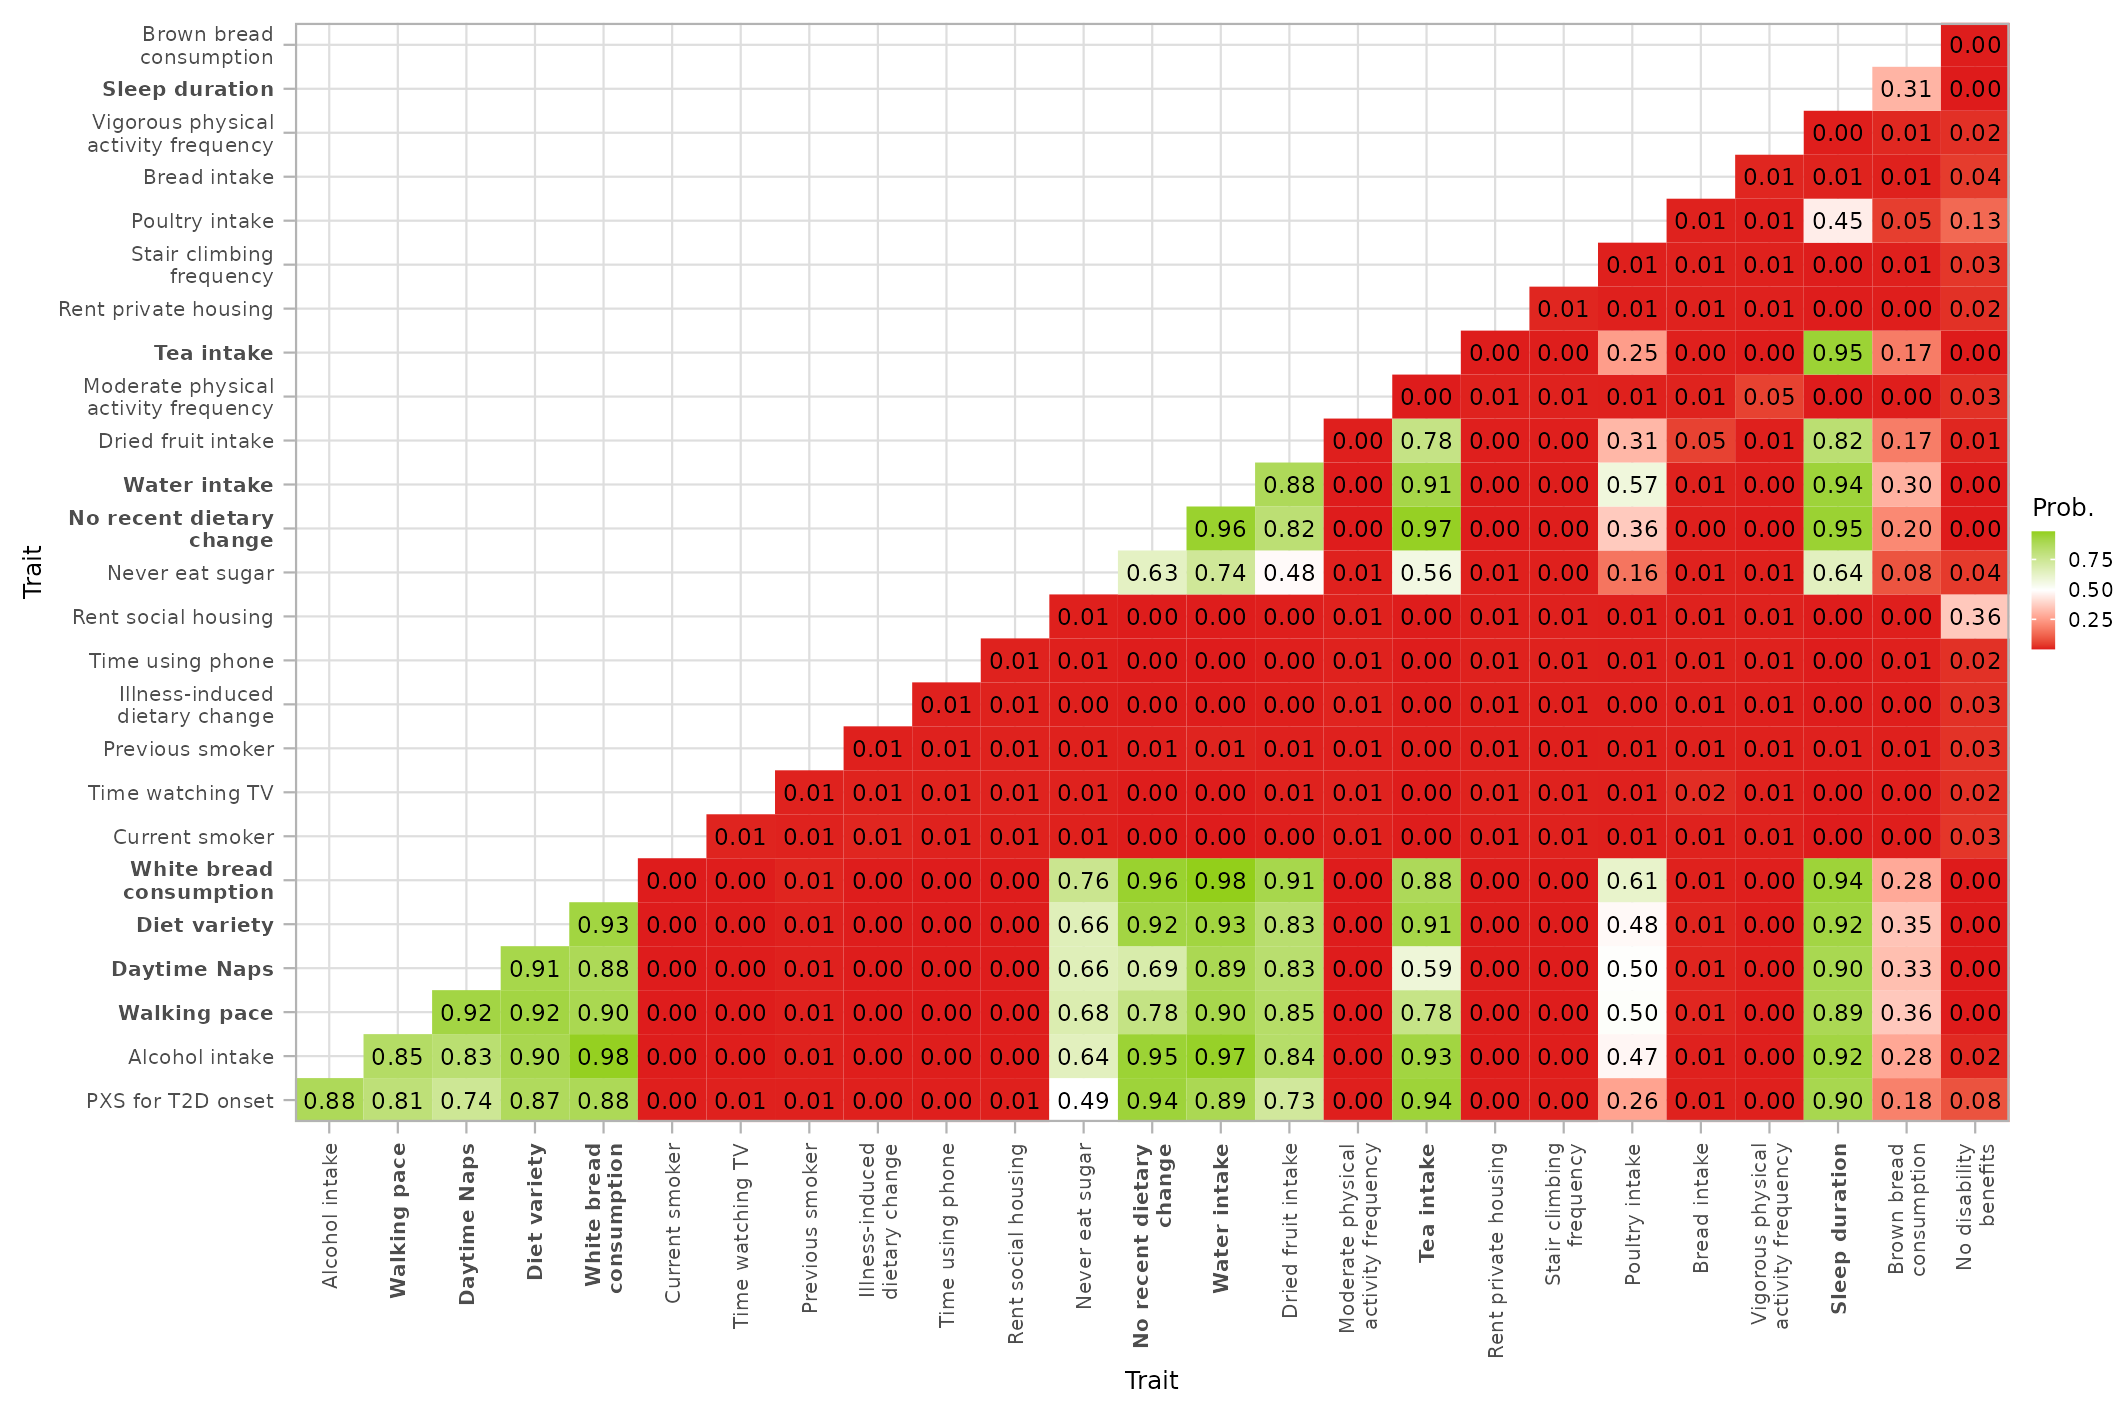 Brown bread
consumption
0.00
Sleep duration
0.31 0.00
Vigorous physical
activity frequency
0.00 0.01 0.02
Bread intake
0.01 0.01 0.01 0.04
Poultry intake
0.01 0.01 0.45 0.05 0.13
Stair climbing
frequency
0.01 0.01 0.01 0.00 0.01 0.03
Rent private housing
0.01 0.01 0.01 0.01 0.00 0.00 0.02
Tea intake
0.00 0.00 0.25 0.00 0.00 0.95 0.17 0.00
Moderate physical
activity frequency
0.00 0.01 0.01 0.01 0.01 0.05 0.00 0.00 0.03
Dried fruit intake
0.00 0.78 0.00 0.00 0.31 0.05 0.01 0.82 0.17 0.01
Water intake
0.88 0.00 0.91 0.00 0.00 0.57 0.01 0.00 0.94 0.30 0.00
No recent dietary
change
0.96 0.82 0.00 0.97 0.00 0.00 0.36 0.00 0.00 0.95 0.20 0.00
Never eat sugar
0.63 0.74 0.48 0.01 0.56 0.01 0.00 0.16 0.01 0.01 0.64 0.08 0.04
Rent social housing
0.01 0.00 0.00 0.00 0.01 0.00 0.01 0.01 0.01 0.01 0.01 0.00 0.00 0.36
Time using phone
0.01 0.01 0.00 0.00 0.00 0.01 0.00 0.01 0.01 0.01 0.01 0.01 0.00 0.01 0.02
Illness-induced
dietary change
0.01 0.01 0.00 0.00 0.00 0.00 0.01 0.00 0.01 0.01 0.00 0.01 0.01 0.00 0.00 0.03
Previous smoker
0.01 0.01 0.01 0.01 0.01 0.01 0.01 0.01 0.00 0.01 0.01 0.01 0.01 0.01 0.01 0.01 0.03
Time watching TV
0.01 0.01 0.01 0.01 0.01 0.00 0.00 0.01 0.01 0.00 0.01 0.01 0.01 0.02 0.01 0.00 0.00 0.02
Current smoker
0.01 0.01 0.01 0.01 0.01 0.01 0.00 0.00 0.00 0.01 0.00 0.01 0.01 0.01 0.01 0.01 0.00 0.00 0.03
White bread
consumption
0.00 0.00 0.01 0.00 0.00 0.00 0.76 0.96 0.98 0.91 0.00 0.88 0.00 0.00 0.61 0.01 0.00 0.94 0.28 0.00
Diet variety
0.93 0.00 0.00 0.01 0.00 0.00 0.00 0.66 0.92 0.93 0.83 0.00 0.91 0.00 0.00 0.48 0.01 0.00 0.92 0.35 0.00
Daytime Naps
0.91 0.88 0.00 0.00 0.01 0.00 0.00 0.00 0.66 0.69 0.89 0.83 0.00 0.59 0.00 0.00 0.50 0.01 0.00 0.90 0.33 0.00
Walking pace
0.92 0.92 0.90 0.00 0.00 0.01 0.00 0.00 0.00 0.68 0.78 0.90 0.85 0.00 0.78 0.00 0.00 0.50 0.01 0.00 0.89 0.36 0.00
Alcohol intake
0.85 0.83 0.90 0.98 0.00 0.00 0.01 0.00 0.00 0.00 0.64 0.95 0.97 0.84 0.00 0.93 0.00 0.00 0.47 0.01 0.00 0.92 0.28 0.02
PXS for T2D onset
0.88 0.81 0.74 0.87 0.88 0.00 0.01 0.01 0.00 0.00 0.01 0.49 0.94 0.89 0.73 0.00 0.94 0.00 0.00 0.26 0.01 0.00 0.90 0.18 0.08
Trait
Alcohol intake
Walking pace
Daytime Naps
Diet variety
White bread
consumption
Current smoker
Time watching TV
Previous smoker
Illness-induced
dietary change
Time using phone
Rent social housing
Never eat sugar
No recent dietary
change
Water intake
Dried fruit intake
Moderate physical
activity frequency
Tea intake
Rent private housing
Stair climbing
frequency
Poultry intake
Bread intake
Vigorous physical
activity frequency
Sleep duration
Brown bread
consumption
No disability
benefits
Trait
Prob.
0.75
0.50
0.25